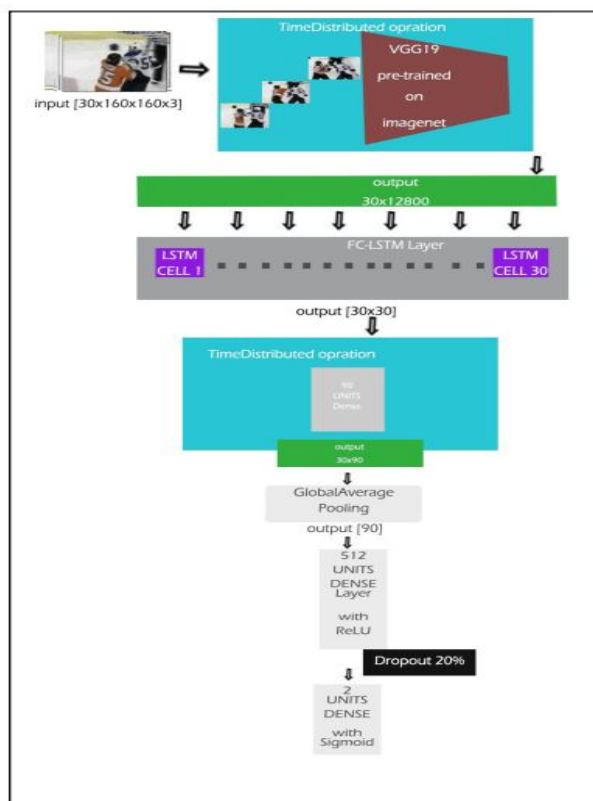 TimeDistributed opration
VGG19
pre-trained
on
imagenet
input [30x160x160x3]
output
30x12800
FC-LSTM Layer
LSTM
CELL 1
LSTM
CELL 30
output [30x30]
TimeDistributed opration
90
UNITS
Dense
output
30x90
GlobalAverage
Pooling
output [90]
512
UNITS
DENSE
Layer
with
ReLU
Dropout 20%
2
UNITS
DENSE
with
Sigmoid